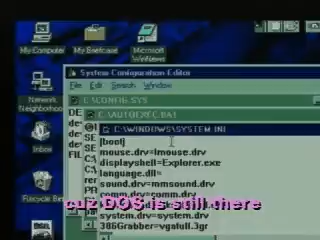 My Computer
My Briefcase
Microsoft
WinNews
System Configuration Editor
File Edit Search Window
C:\CONFIG.SYS
C:\AUTOEXEC.BAT
C:\WINDOWS\SYSTEM.INI
[boot]
mouse.drv=lmouse.drv
displayshell=Explorer.exe
language.dll=
sound.drv=mmsound.drv
comm.drv=comm.drv
cuz DOS is still there
system.drv=system.drv
386Grabber=vgafull.3gr
Network
Neighborhood
Inbox
Recycle Bin